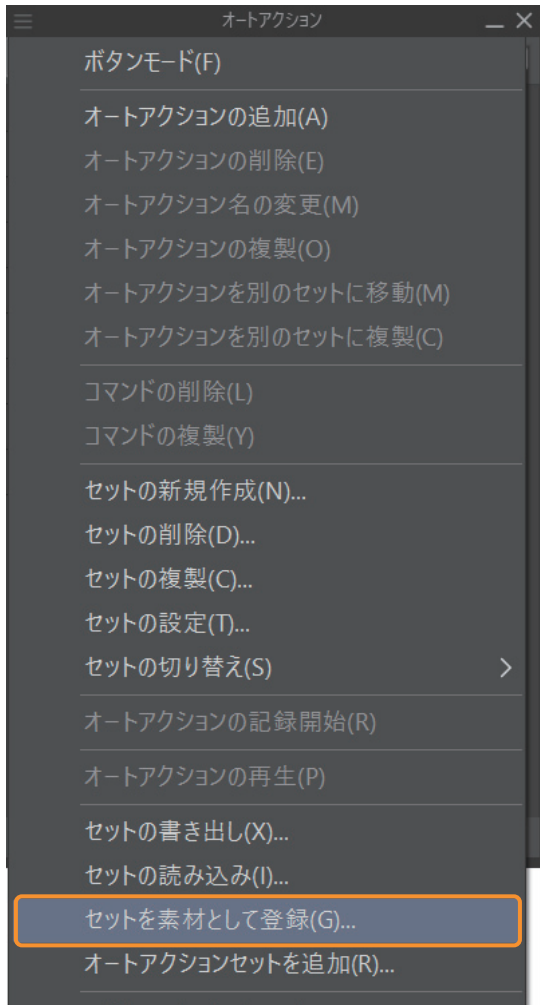 オートアクション
ボタンモード(F)
オートアクションの追加(A)
オートアクションの削除(E)
オートアクション名の変更(M)
オートアクションの複製(O)
オートアクションを別のセットに移動(M)
オートアクションを別のセットに複製(C)
コマンドの削除(L)
コマンドの複製(Y)
セットの新規作成(N)...
セットの削除(D)...
セットの複製(C)...
セットの設定(T)...
セットの切り替え(S)
オートアクションの記録開始(R)
オートアクションの再生(P)
セットの書き出し(X)...
セットの読み込み(I)...
セットを素材として登録(G)...
オートアクションセットを追加(R)...